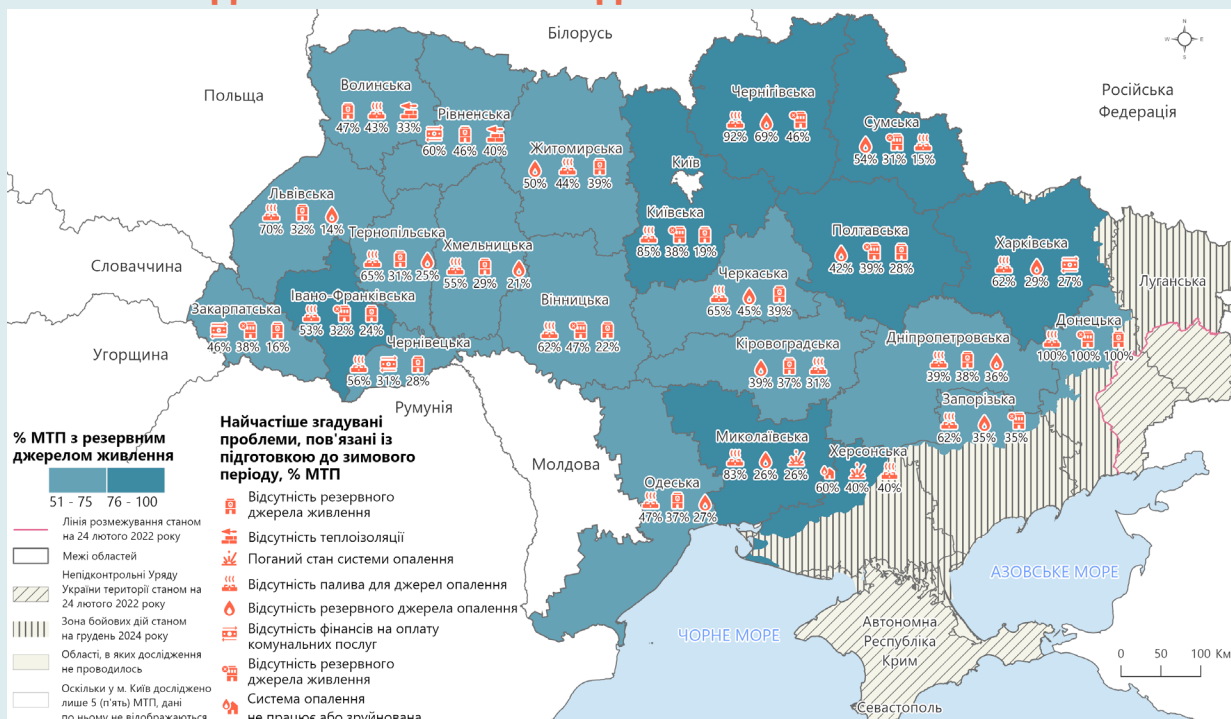 Білорусь
Польща
Російська
Федерація
Словаччина
Угорщина
Румунія
Молдова
Волинська
47% 43% 33%
Рівненська
60% 46% 40%
Житомирська
50% 44% 39%
Київ
Київська
85% 38% 19%
Чернігівська
92% 69% 46%
Сумська
54% 31% 15%
Львівська
70% 32% 14%
Тернопільська
65% 31% 25%
Хмельницька
55% 29% 21%
Вінницька
62% 47% 22%
Черкаська
65% 45% 39%
Полтавська
42% 39% 28%
Харківська
62% 29% 27%
Луганська
Закарпатська
46% 38% 16%
Івано-Франківська
53% 32% 24%
Чернівецька
56% 31% 28%
Кіровоградська
39% 37% 31%
Дніпропетровська
39% 38% 36%
Донецька
100% 100% 100%
Запорізька
62% 35% 35%
Миколаївська
83% 26% 26%
Херсонська
60% 40% 40%
Одеська
47% 37% 27%
АЗОВСЬКЕ МОРЕ
ЧОРНЕ МОРЕ
Автономна
Республіка
Крим
Севастополь
N
W
E
S
0 50 100 Км
% МТП з резервним
джерелом живлення
51 - 75 76 - 100
Лінія розмежування станом
на 24 лютого 2022 року
Межі областей
Непідконтрольні Уряду
України території станом на
24 лютого 2022 року
Зона бойових дій станом
на грудень 2024 року
Області, в яких дослідження
не проводилось
Оскільки у м. Київ досліджено
лише 5 (п'ять) МТП, дані
по ньому не відображаються
Найчастіше згадувані
проблеми, пов'язані із
підготовкою до зимового
періоду, % МТП
Відсутність резервного
джерела живлення
Відсутність теплоізоляції
Поганий стан системи опалення
Відсутність палива для джерел опалення
Відсутність резервного джерела опалення
Відсутність фінансів на оплату
комунальних послуг
Відсутність резервного
джерела живлення
Система опалення
не працює або зруйнована